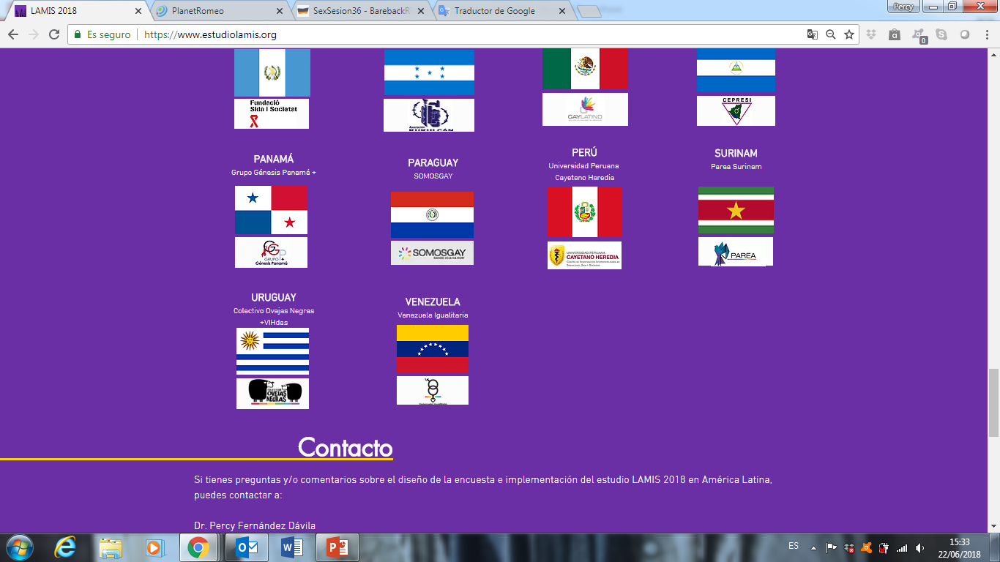 LAMIS 2018
PlanetRomeo
SexSesion36 - BarebackR
Traductor de Google
Percy
Es seguro
https://www.estudiolamis.org
0
Fundació
Sida i Societat
Asociación
KUKULCAN
GAYLATINO
CEPRESI
PANAMÁ
Grupo Génesis Panamá +
PARAGUAY
SOMOSGAY
PERÚ
Universidad Peruana
Cayetano Heredia
SURINAM
Parea Surinam
GRUPO +
Génesis Panamá
SOMOSGAY
UNIVERSIDAD PERUANA
CAYETANO HEREDIA
PAREA
URUGUAY
Colectivo Ovejas Negras
+VIHdas
VENEZUELA
Venezuela Igualitaria
OVEJAS
NEGRAS
Contacto
Si tienes preguntas y/o comentarios sobre el diseño de la encuesta e implementación del estudio LAMIS 2018 en América Latina,
puedes contactar a:
Dr. Percy Fernández Dávila
ES
15:33
22/06/2018